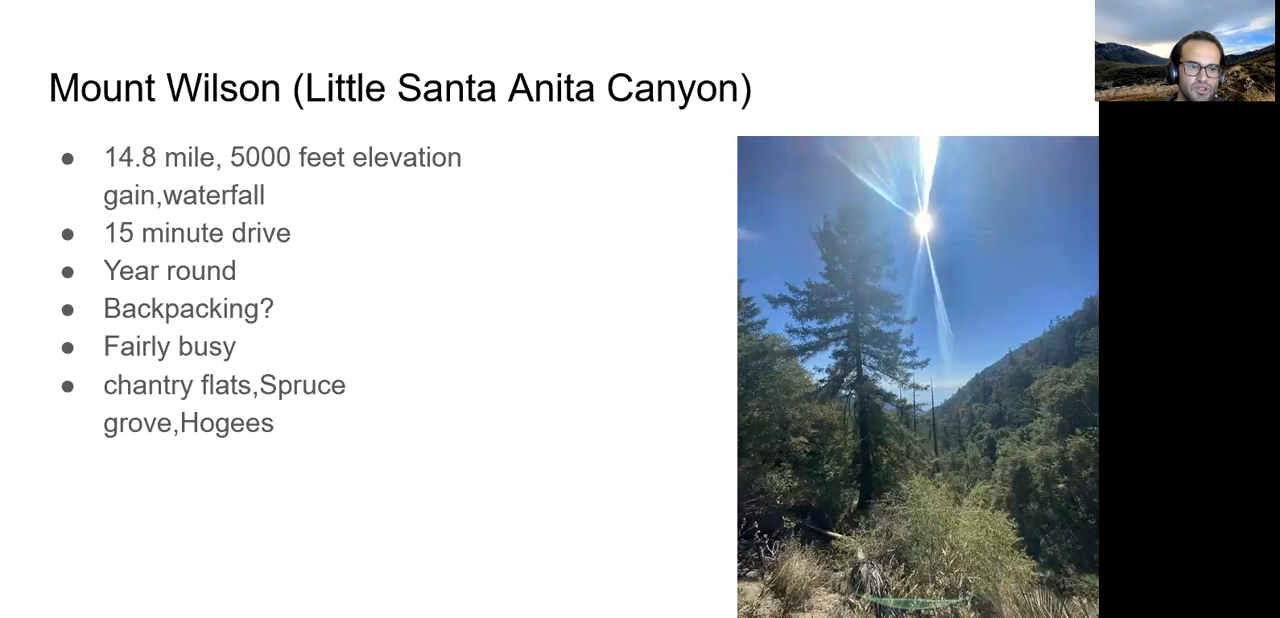 Mount Wilson (Little Santa Anita Canyon)
● 14.8 mile, 5000 feet elevation
gain,waterfall
● 15 minute drive
● Year round
● Backpacking?
● Fairly busy
● chantry flats,Spruce
grove,Hogees